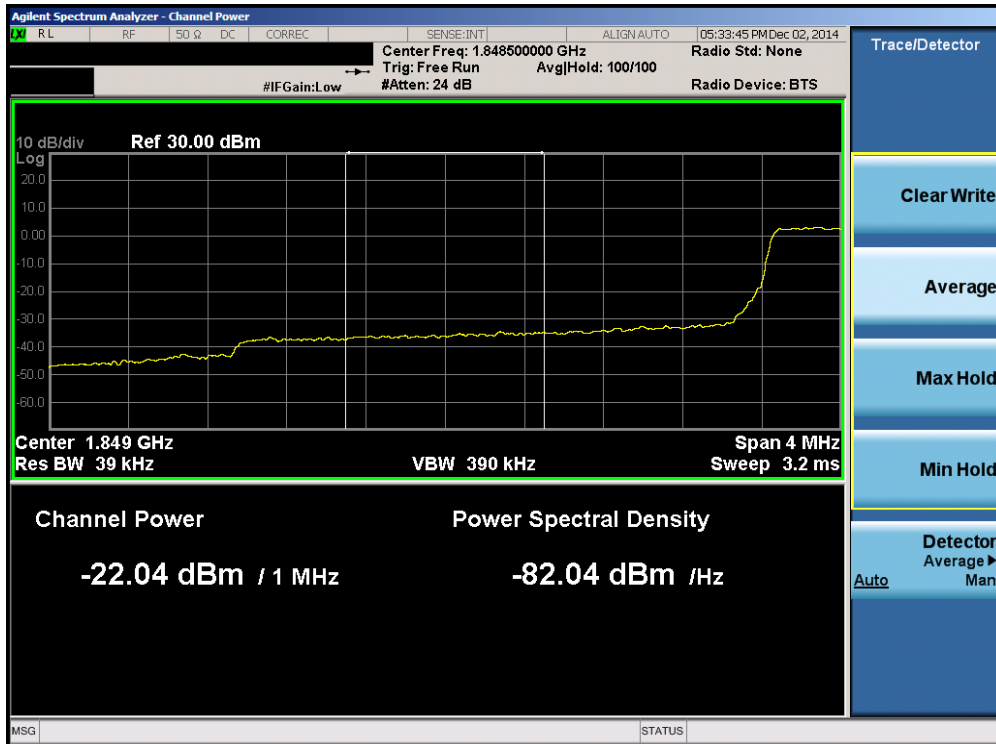 Agilent Spectrum Analyzer - Channel Power
LXI RL RF 50 Ω DC CORREC SENSE:INT ALIGN AUTO 05:33:45 PM Dec 02, 2014
Center Freq: 1.848500000 GHz Radio Std: None
Trig: Free Run Avg|Hold: 100/100
#IFGain:Low #Atten: 24 dB Radio Device: BTS
10 dB/div Ref 30.00 dBm
Log
20.0
10.0
0.00
-10.0
-20.0
-30.0
-40.0
-50.0
-60.0
Center 1.849 GHz Span 4 MHz
Res BW 39 kHz VBW 390 kHz Sweep 3.2 ms
Channel Power Power Spectral Density
-22.04 dBm / 1 MHz -82.04 dBm /Hz
MSG STATUS
Trace/Detector
Clear Write
Average
Max Hold
Min Hold
Detector
Average
Auto Man